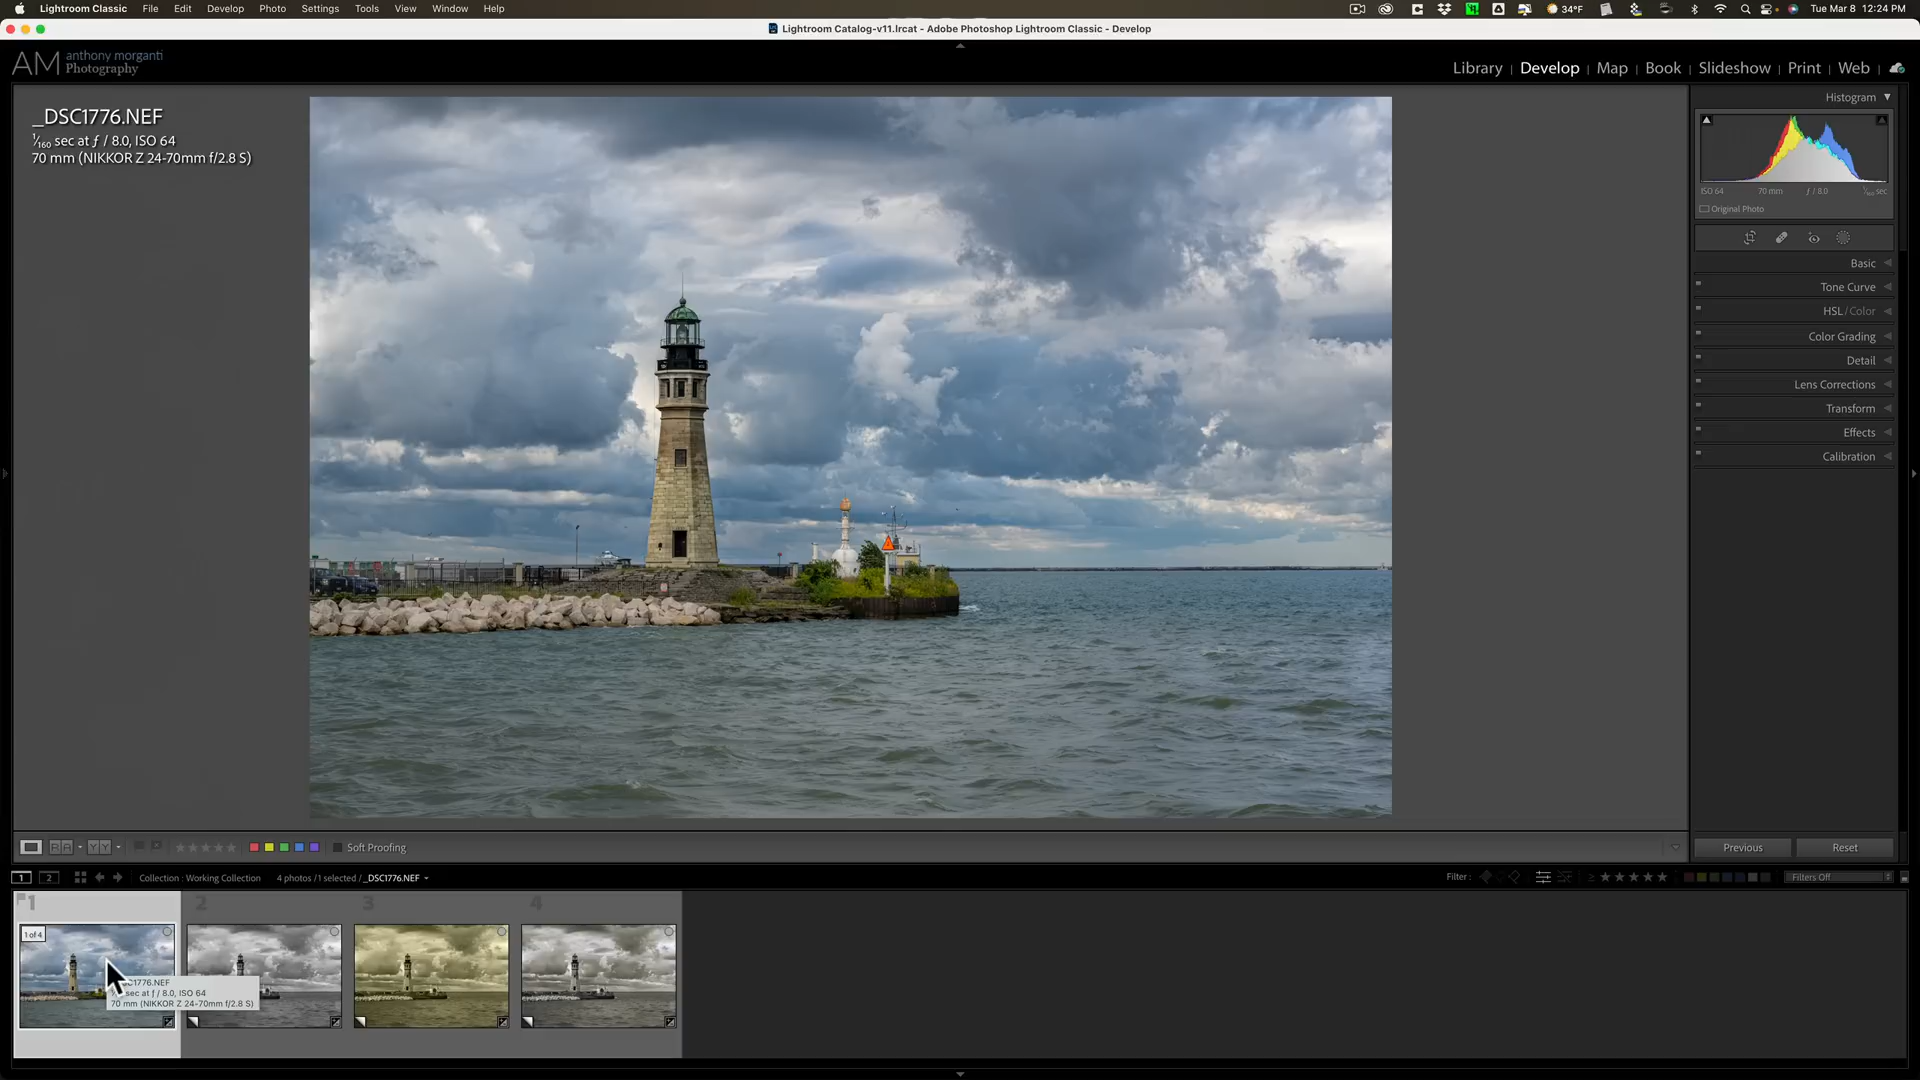 Lightroom Classic File Edit Develop Photo Settings Tools View Window Help 34°F Tue Mar 8 12:24 PM
Lightroom Catalog-v11.lrcat - Adobe Photoshop Lightroom Classic - Develop
AM anthony morganti
Photography
Library | Develop | Map | Book | Slideshow | Print | Web
_DSC1776.NEF
1/160 sec at ƒ / 8.0, ISO 64
70 mm (NIKKOR Z 24-70mm f/2.8 S)
Histogram
ISO 64 70 mm ƒ / 8.0 1/160 sec
Original Photo
Basic
Tone Curve
HSL / Color
Color Grading
Detail
Lens Corrections
Transform
Effects
Calibration
Soft Proofing
Previous Reset
1 2 Collection : Working Collection 4 photos / 1 selected / _DSC1776.NEF Filter : Filters Off
1 2 3 4
1 of 4
1776.NEF
sec at ƒ / 8.0, ISO 64
70 mm (NIKKOR Z 24-70mm f/2.8 S)